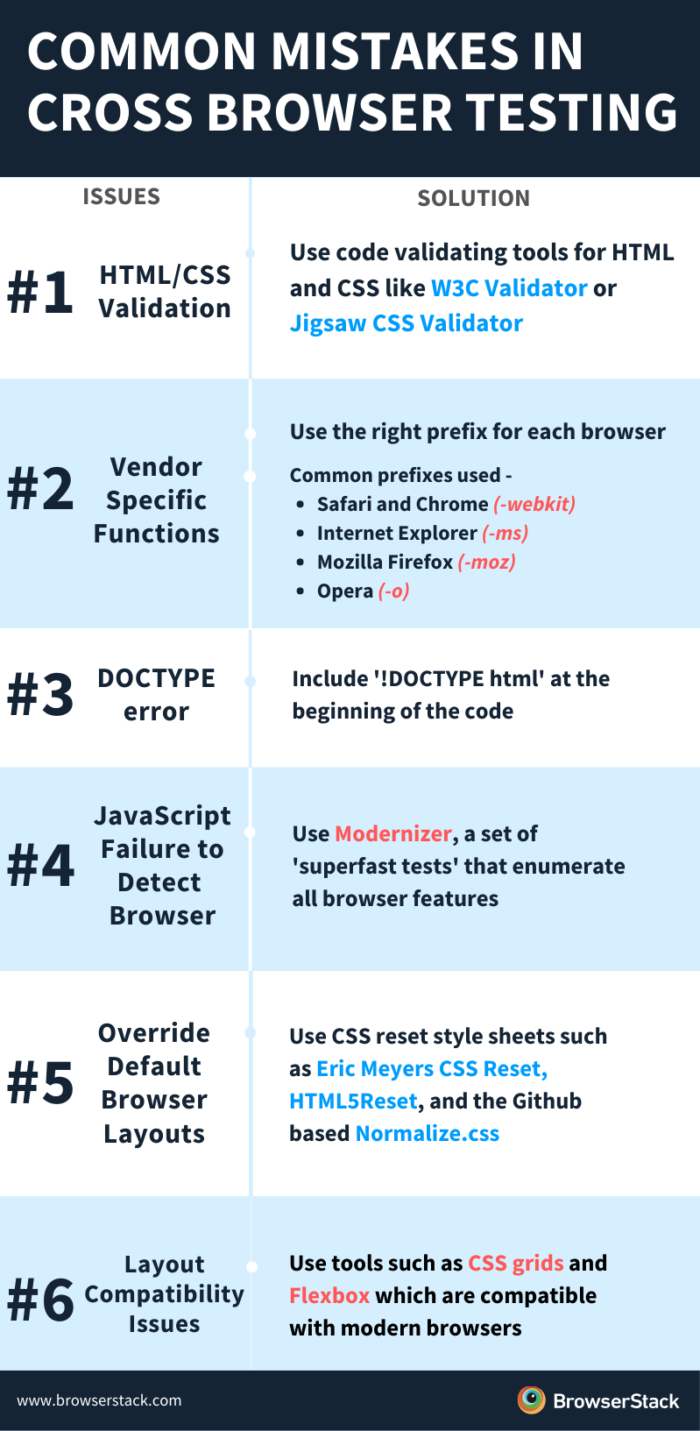 COMMON MISTAKES IN
CROSS BROWSER TESTING
ISSUES
SOLUTION
#1
HTML/CSS
Validation
Use code validating tools for HTML
and CSS like W3C Validator or
Jigsaw CSS Validator
#2
Vendor
Specific
Functions
Use the right prefix for each browser
Common prefixes used -
• Safari and Chrome (-webkit)
• Internet Explorer (-ms)
• Mozilla Firefox (-moz)
• Opera (-o)
#3
DOCTYPE
error
Include '!DOCTYPE html' at the
beginning of the code
#4
JavaScript
Failure to
Detect
Browser
Use Modernizer, a set of
'superfast tests' that enumerate
all browser features
#5
Override
Default
Browser
Layouts
Use CSS reset style sheets such
as Eric Meyers CSS Reset,
HTML5Reset, and the Github
based Normalize.css
#6
Layout
Compatibility
Issues
Use tools such as CSS grids and
Flexbox which are compatible
with modern browsers
www.browserstack.com
BrowserStack